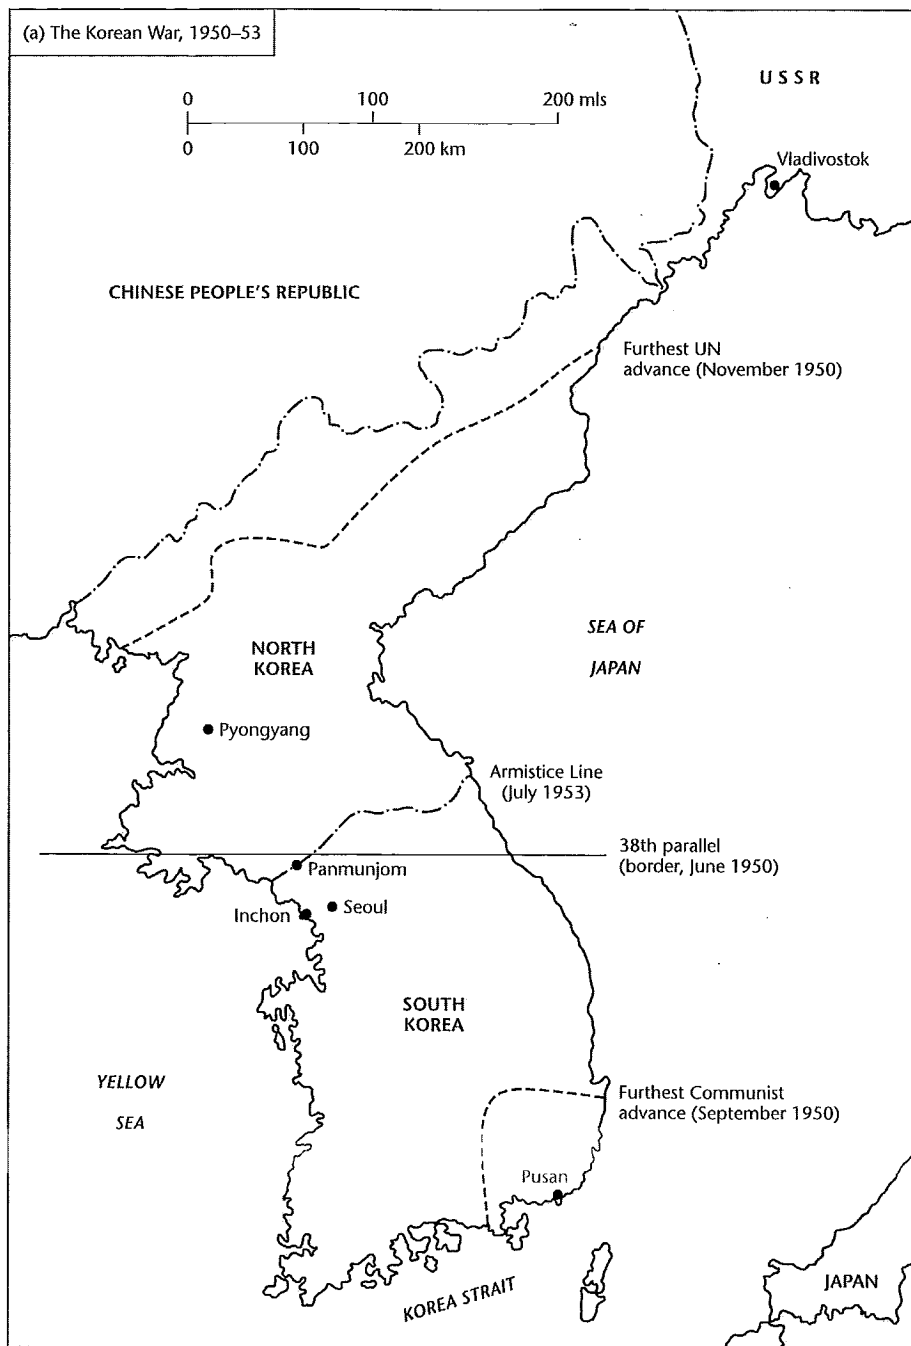 (a) The Korean War, 1950–53
0 100 200 mls
0 100 200 km
USSR
Vladivostok
CHINESE PEOPLE'S REPUBLIC
Furthest UN
advance (November 1950)
SEA OF
JAPAN
NORTH
KOREA
Pyongyang
Armistice Line
(July 1953)
38th parallel
(border, June 1950)
Panmunjom
Inchon
Seoul
SOUTH
KOREA
YELLOW
SEA
Furthest Communist
advance (September 1950)
Pusan
KOREA STRAIT
JAPAN